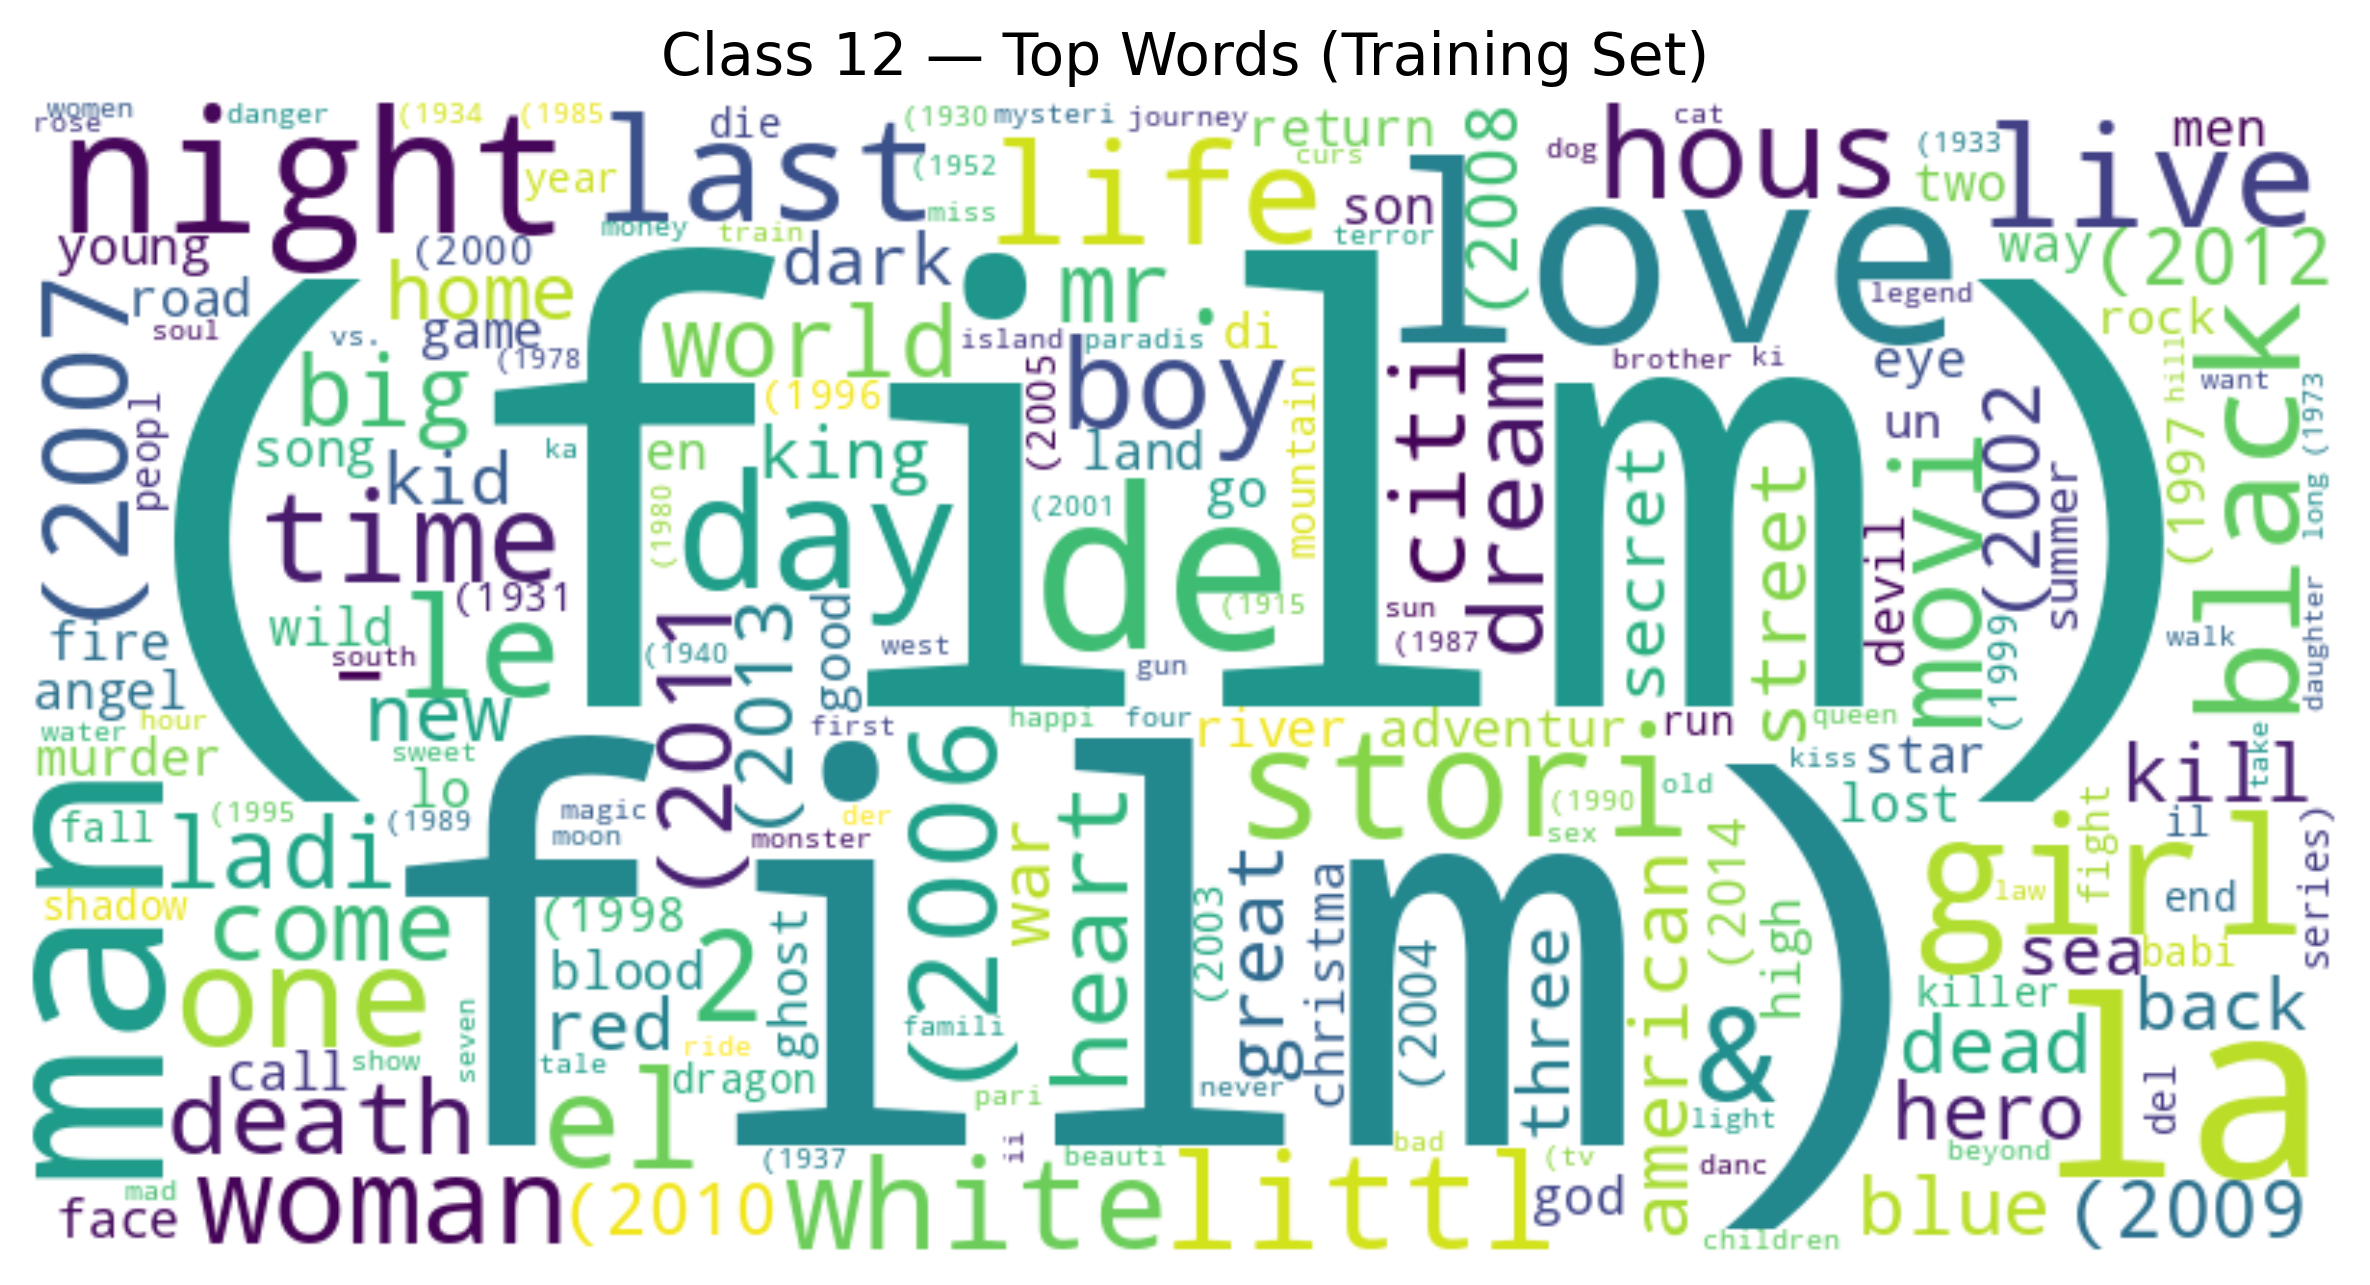 Class 12 — Top Words (Training Set)
women
rose
danger
(1934
(1985
night
year
last
die
(1930
mysteri
journey
return
curs
(1952
miss
life
son
terror
(2008
love
legend
dog
hous
cat
(1933
two
live
men
way
(2012
young
(2000
home
money
train
dark
mr.
di
road
soul
(2007
peopl
vs.
game
(1978
world
island
paradis
big
(1996
(2005
boy
citi
dream
brother
ki
eye
rock
hill
black
want
(1973
long
song
kid
ka
en
king
land
go
mountain
un
movi
(2002
summer
(1997
(film)
time
(1980
day
(2001
de
(1915
secret
street
devil
(1931
wild
le
south
fire
angel
new
(1940
(2011
(2013
good
west
gun
sun
(1987
(1999
walk
daughter
water
hour
murder
sweet
lo
first
happi
four
river
adventur
run
queen
kiss
star
lost
kill
take
man
fall
(1995
ladi
(1989
magic
moon
der
monster
film)
(2006
war
heart
stori
(1990
sex
old
(2014
american
high
girl
law
fight
il
end
series)
shadow
come
one
(1998
blood
red
2
ghost
famili
(2003
great
christma
(2004
three
&
sea
babi
killer
dead
back
call
show
seven
tale
ride
dragon
pari
never
light
hero
del
la
death
el
(1937
ii
beauti
bad
(tv
danc
beyond
mad
face
woman
(2010
white
littl
god
children
blue
(2009